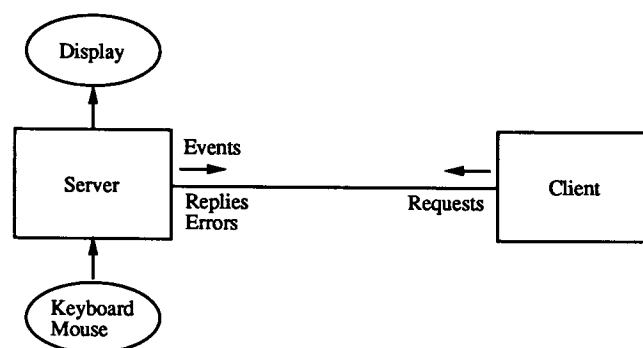 Display
Events
Server
Client
Replies
Errors
Requests
Keyboard
Mouse